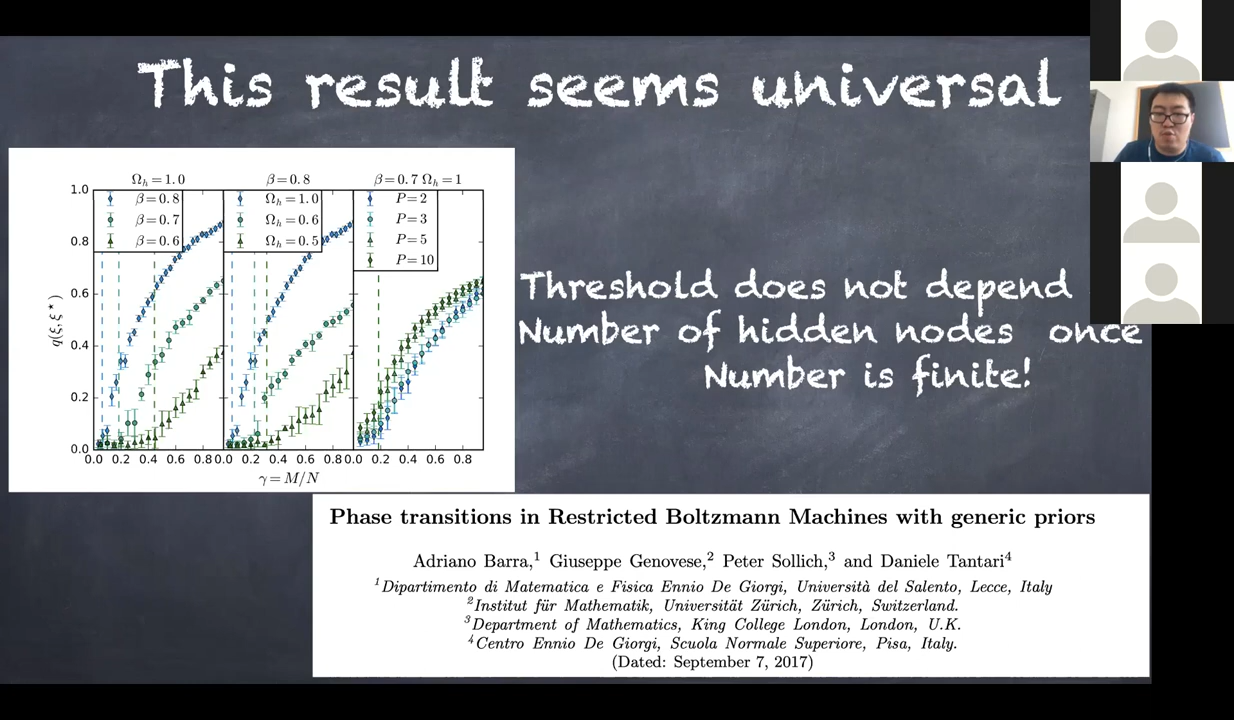 This result seems universal
Ω_h = 1.0
β = 0.8
β = 0.7 Ω_h = 1
β = 0.8
β = 0.7
β = 0.6
Ω_h = 1.0
Ω_h = 0.6
Ω_h = 0.5
P = 2
P = 3
P = 5
P = 10
1.0
0.8
0.6
0.4
0.2
0.0
q(ξ, ξ*)
0.0 0.2 0.4 0.6 0.8 0.0 0.2 0.4 0.6 0.8 0.0 0.2 0.4 0.6 0.8
γ = M/N
Threshold does not depend
Number of hidden nodes once
Number is finite!
Phase transitions in Restricted Boltzmann Machines with generic priors
Adriano Barra,¹ Giuseppe Genovese,² Peter Sollich,³ and Daniele Tantari⁴
¹Dipartimento di Matematica e Fisica Ennio De Giorgi, Università del Salento, Lecce, Italy
²Institut für Mathematik, Universität Zürich, Zürich, Switzerland.
³Department of Mathematics, King College London, London, U.K.
⁴Centro Ennio De Giorgi, Scuola Normale Superiore, Pisa, Italy.
(Dated: September 7, 2017)